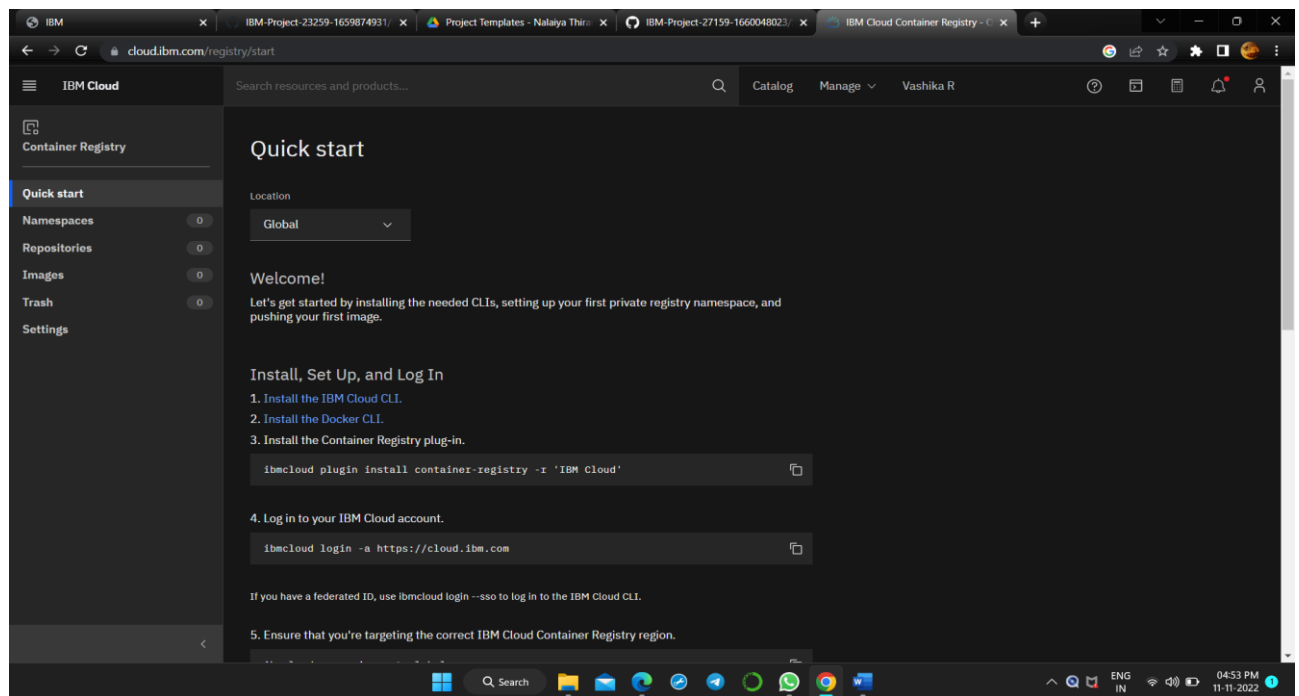 IBM
IBM-Project-23259-1659874931/
Project Templates - Nalaiya Thira
IBM-Project-27159-1660048023/
IBM Cloud Container Registry - C
cloud.ibm.com/registry/start
IBM Cloud
Search resources and products...
Catalog
Manage
Vashika R
Container Registry
Quick start
Namespaces 0
Repositories 0
Images 0
Trash 0
Settings
Quick start
Location
Global
Welcome!
Let's get started by installing the needed CLIs, setting up your first private registry namespace, and
pushing your first image.
Install, Set Up, and Log In
1. Install the IBM Cloud CLI.
2. Install the Docker CLI.
3. Install the Container Registry plug-in.
ibmcloud plugin install container-registry -r 'IBM Cloud'
4. Log in to your IBM Cloud account.
ibmcloud login -a https://cloud.ibm.com
If you have a federated ID, use ibmcloud login --sso to log in to the IBM Cloud CLI.
5. Ensure that you're targeting the correct IBM Cloud Container Registry region.
Search
ENG
IN
04:53 PM
11-11-2022
1